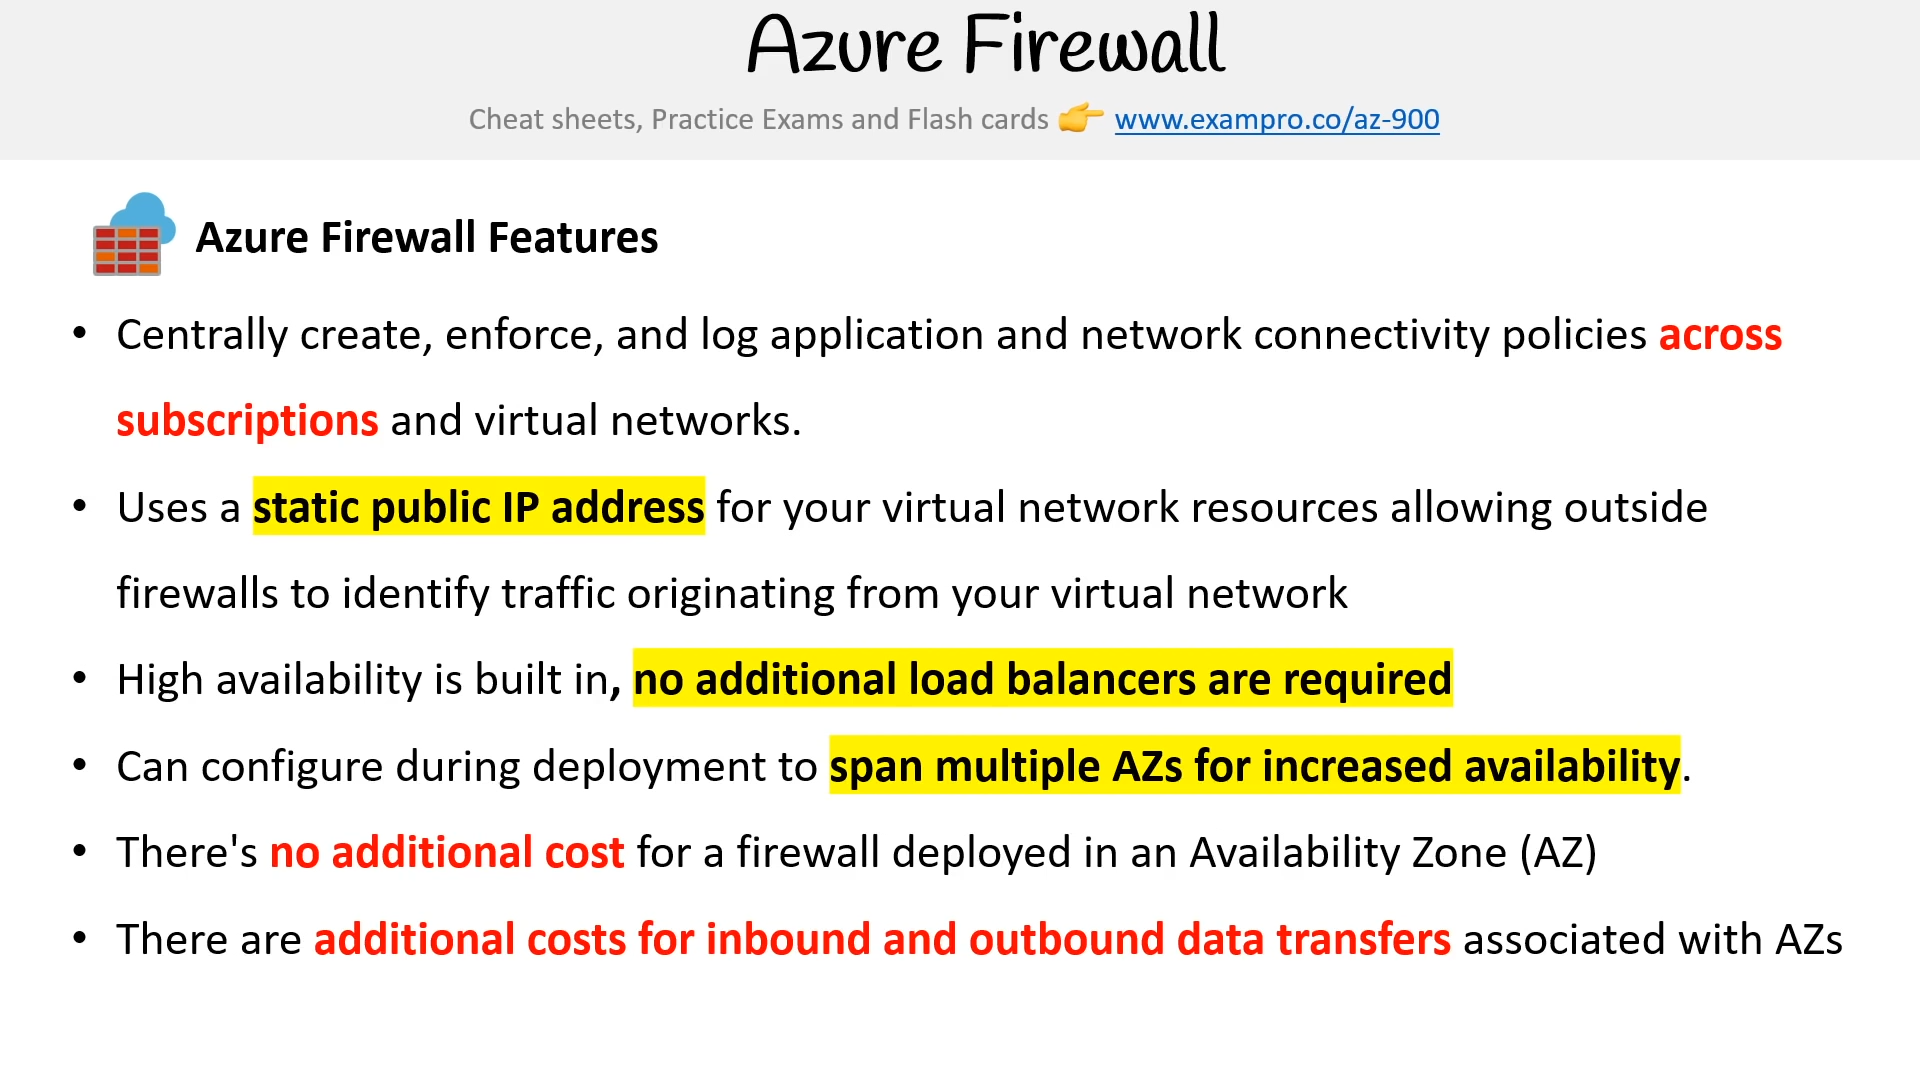 Azure Firewall
Cheat sheets, Practice Exams and Flash cards 👉 www.exampro.co/az-900
Azure Firewall Features
• Centrally create, enforce, and log application and network connectivity policies across
subscriptions and virtual networks.
• Uses a static public IP address for your virtual network resources allowing outside
firewalls to identify traffic originating from your virtual network
• High availability is built in, no additional load balancers are required
• Can configure during deployment to span multiple AZs for increased availability.
• There's no additional cost for a firewall deployed in an Availability Zone (AZ)
• There are additional costs for inbound and outbound data transfers associated with AZs